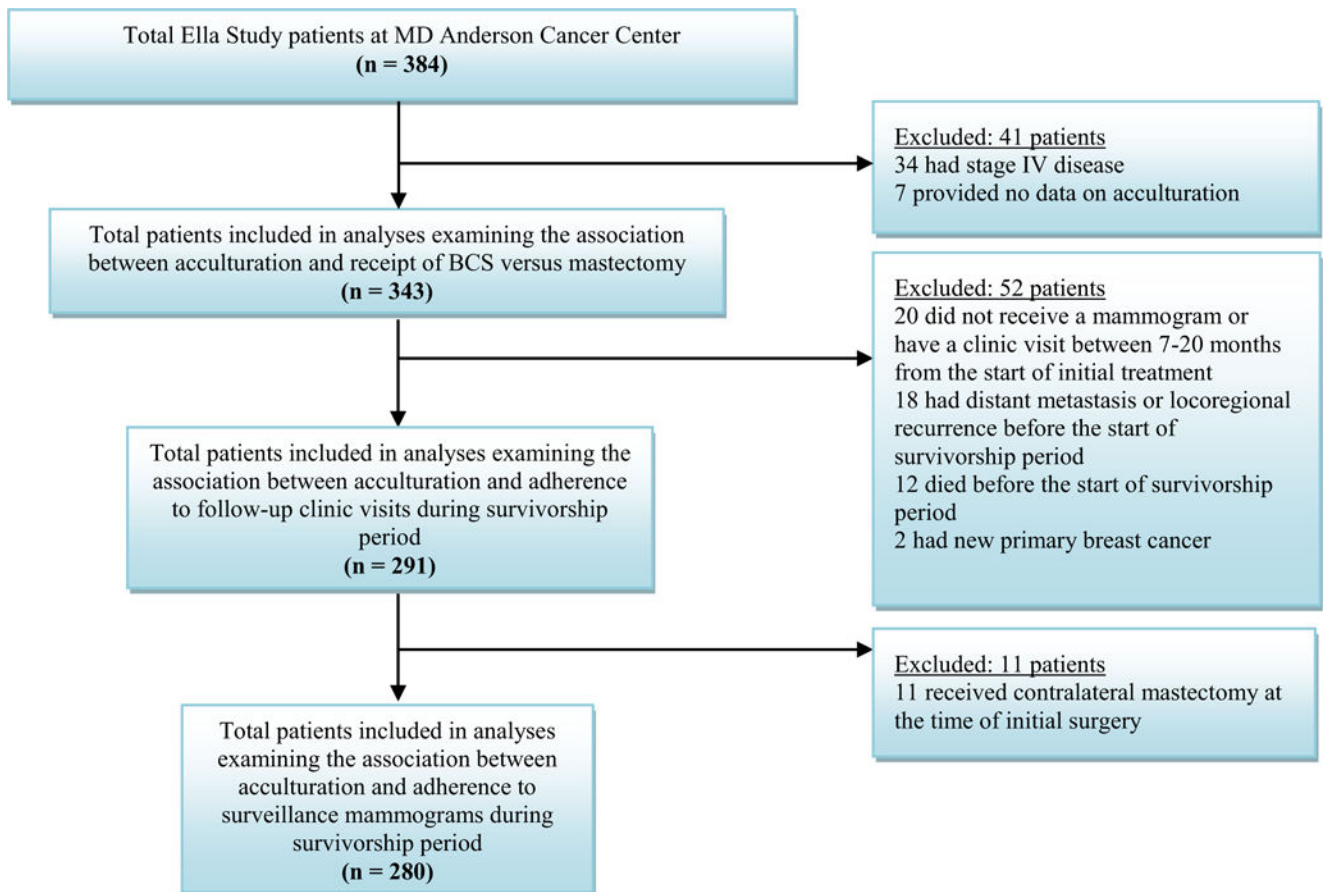 Total Ella Study patients at MD Anderson Cancer Center
(n = 384)
Excluded: 41 patients
34 had stage IV disease
7 provided no data on acculturation
Total patients included in analyses examining the association
between acculturation and receipt of BCS versus mastectomy
(n = 343)
Excluded: 52 patients
20 did not receive a mammogram or
have a clinic visit between 7-20 months
from the start of initial treatment
18 had distant metastasis or locoregional
recurrence before the start of
survivorship period
12 died before the start of survivorship
period
2 had new primary breast cancer
Total patients included in analyses examining the
association between acculturation and adherence
to follow-up clinic visits during survivorship
period
(n = 291)
Excluded: 11 patients
11 received contralateral mastectomy at
the time of initial surgery
Total patients included in analyses
examining the association between
acculturation and adherence to
surveillance mammograms during
survivorship period
(n = 280)